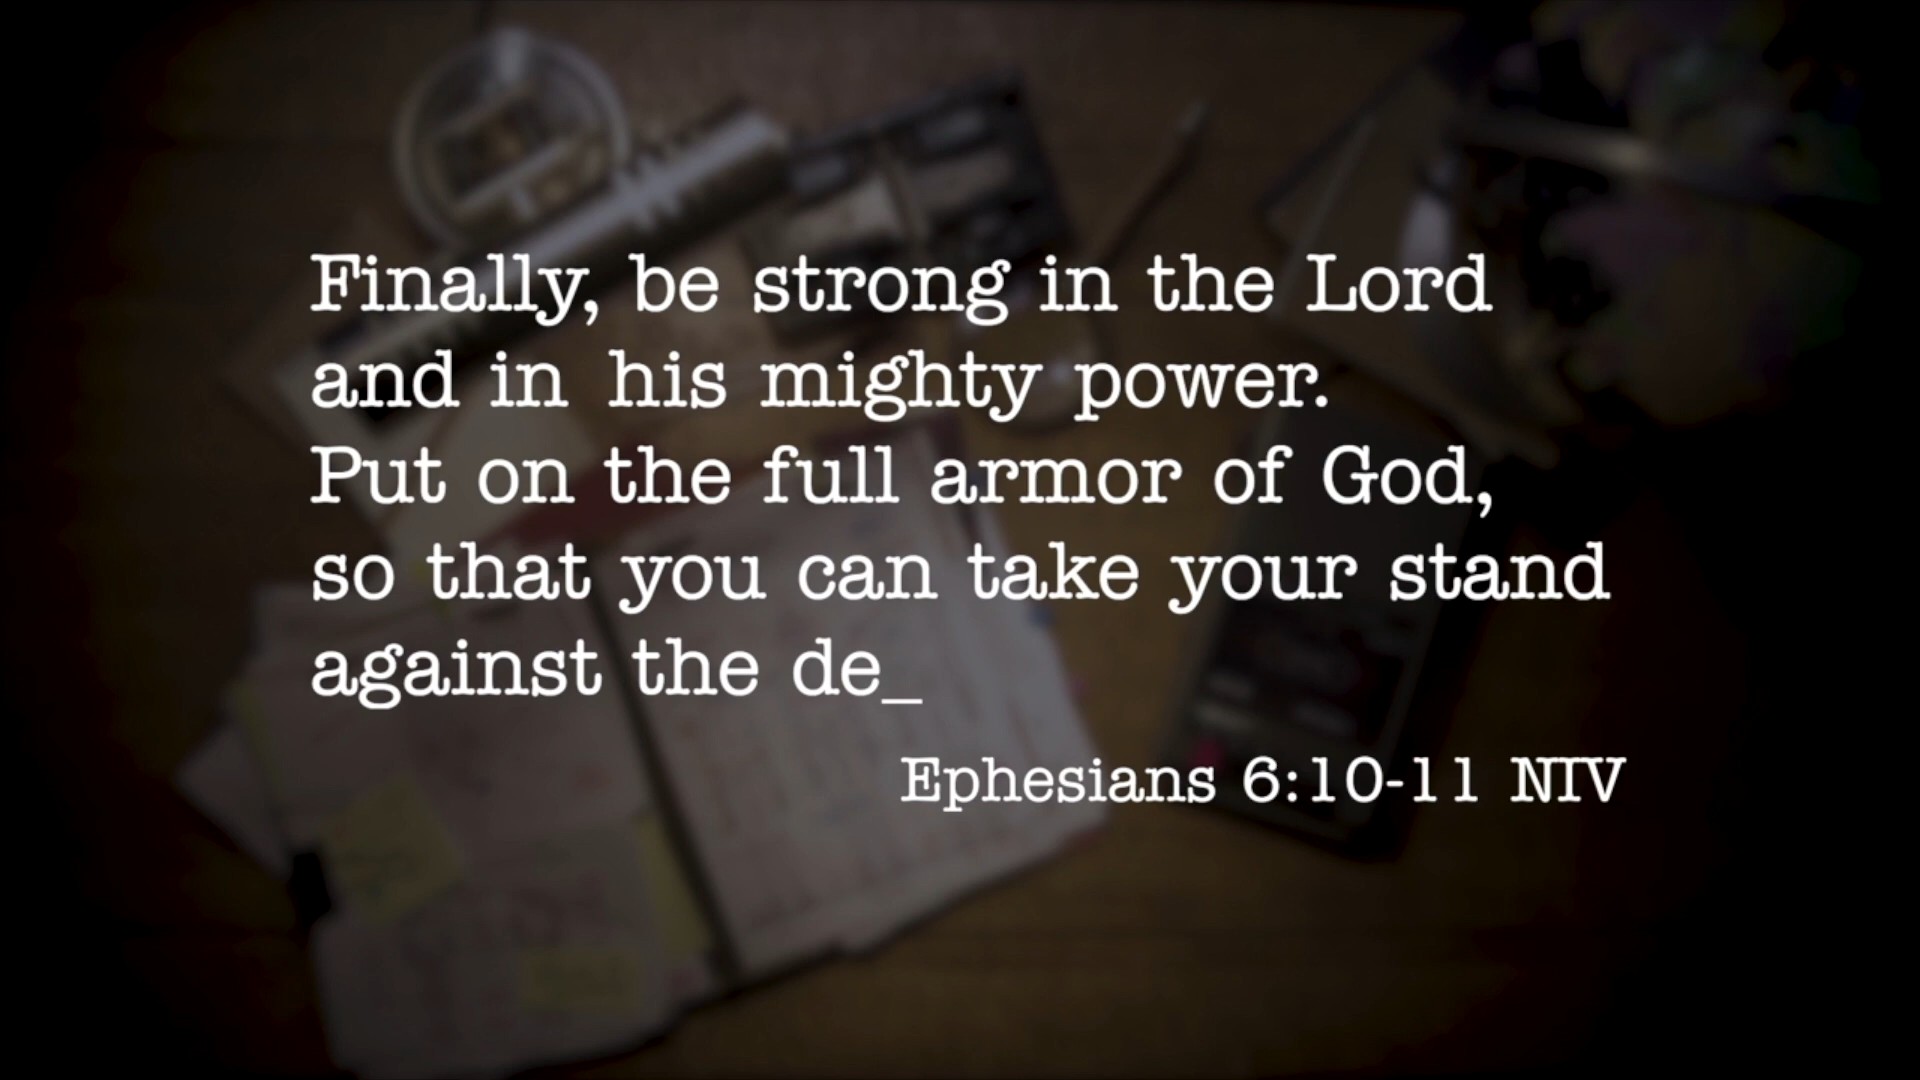 Finally, be strong in the Lord
and in his mighty power.
Put on the full armor of God,
so that you can take your stand
against the de_
Ephesians 6:10-11 NIV